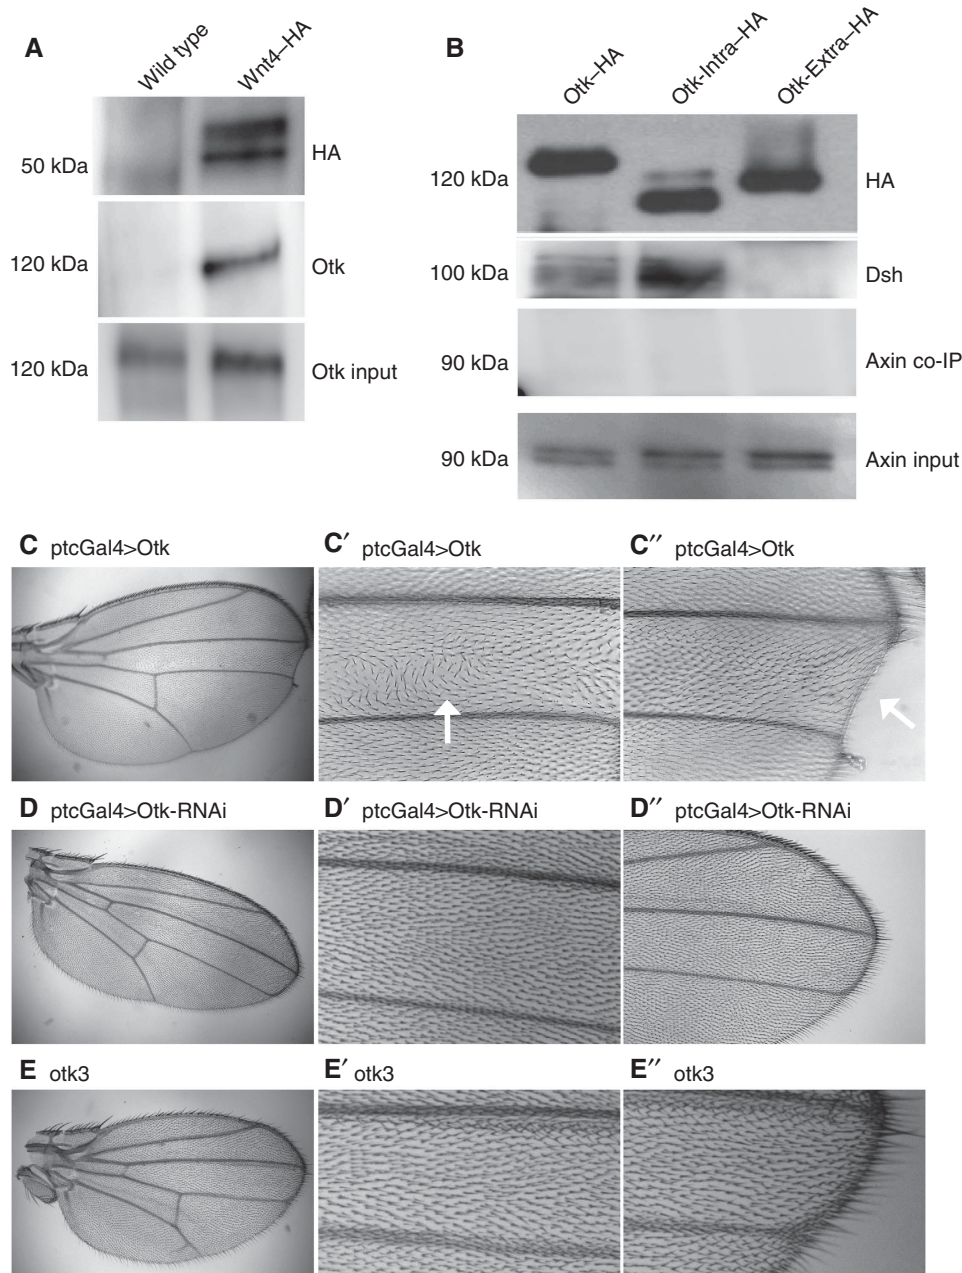 A
Wild type
Wnt4–HA
50 kDa
HA
120 kDa
Otk
120 kDa
Otk input
B
Otk–HA
Otk-Intra–HA
Otk-Extra–HA
120 kDa
HA
100 kDa
Dsh
90 kDa
Axin co-IP
90 kDa
Axin input
C ptcGal4>Otk
C′ ptcGal4>Otk
C″ ptcGal4>Otk
D ptcGal4>Otk-RNAi
D′ ptcGal4>Otk-RNAi
D″ ptcGal4>Otk-RNAi
E otk3
E′ otk3
E″ otk3